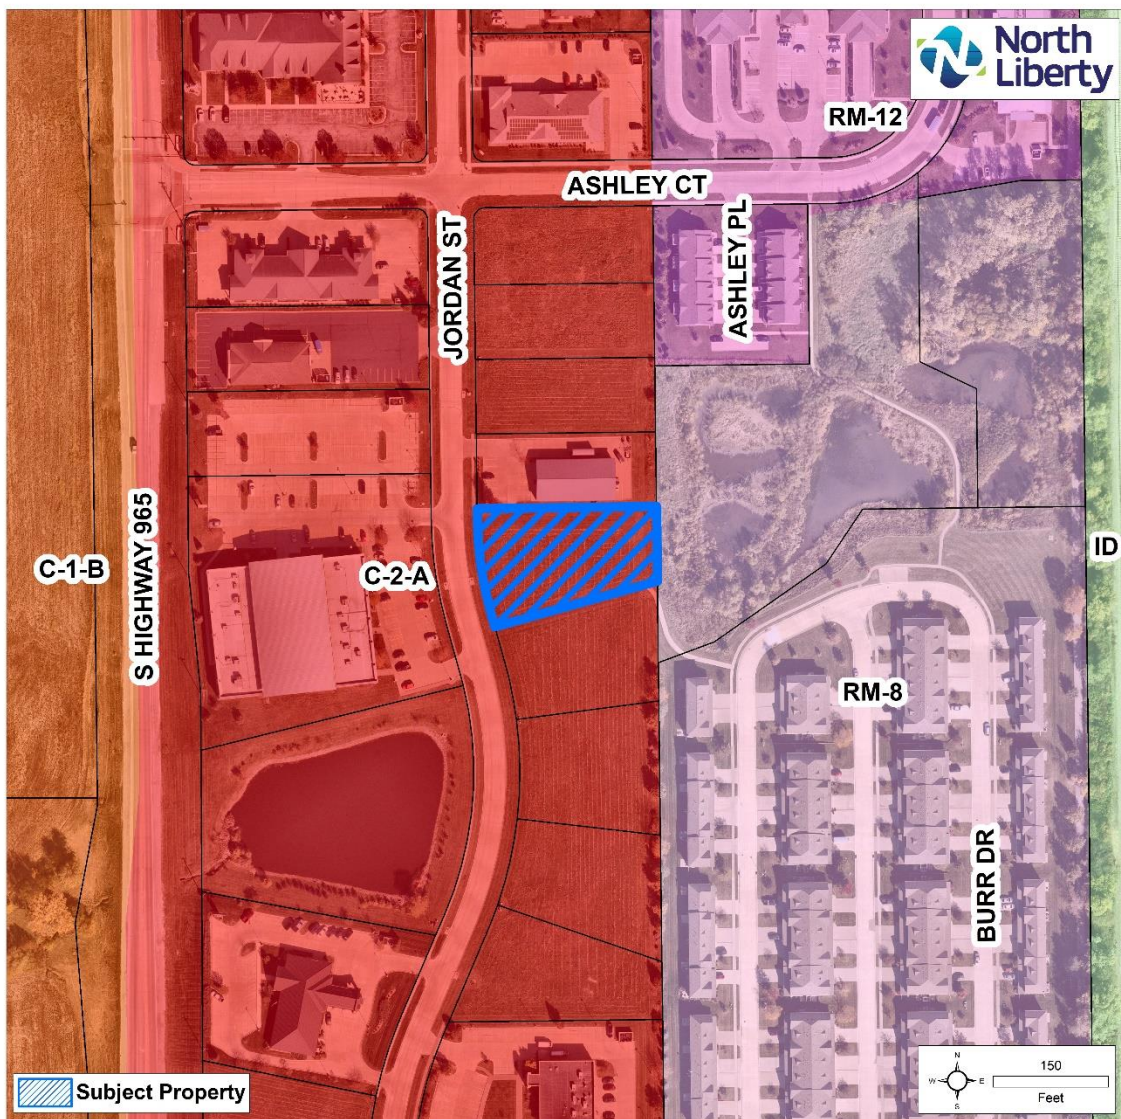 North
Liberty
RM-12
ASHLEY CT
ASHLEY PL
JORDAN ST
S HIGHWAY 965
C-1-B
C-2-A
ID
RM-8
BURR DR
Subject Property
N
W E
S
150
Feet